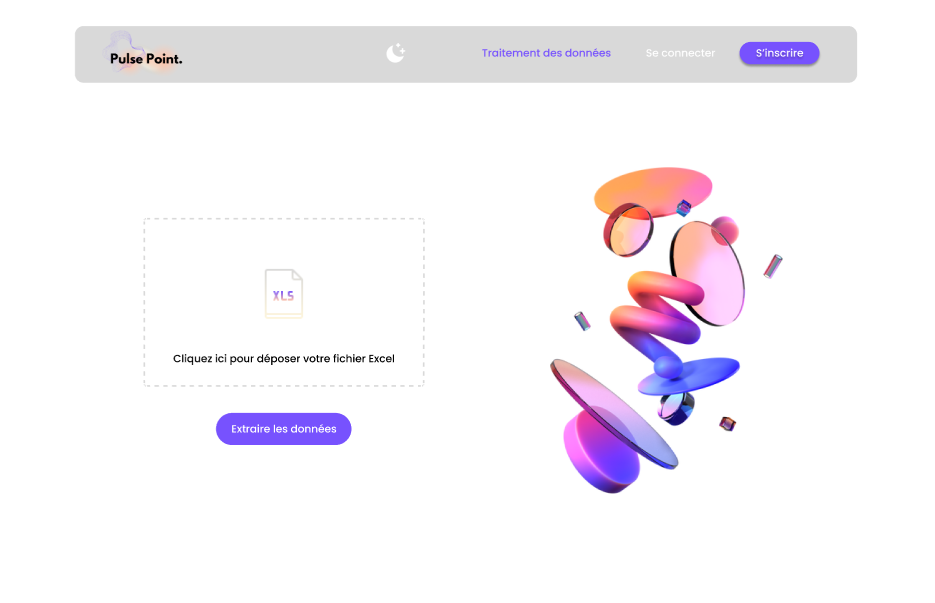 Pulse Point.
Traitement des données
Se connecter
S'inscrire
XLS
Cliquez ici pour déposer votre fichier Excel
Extraire les données